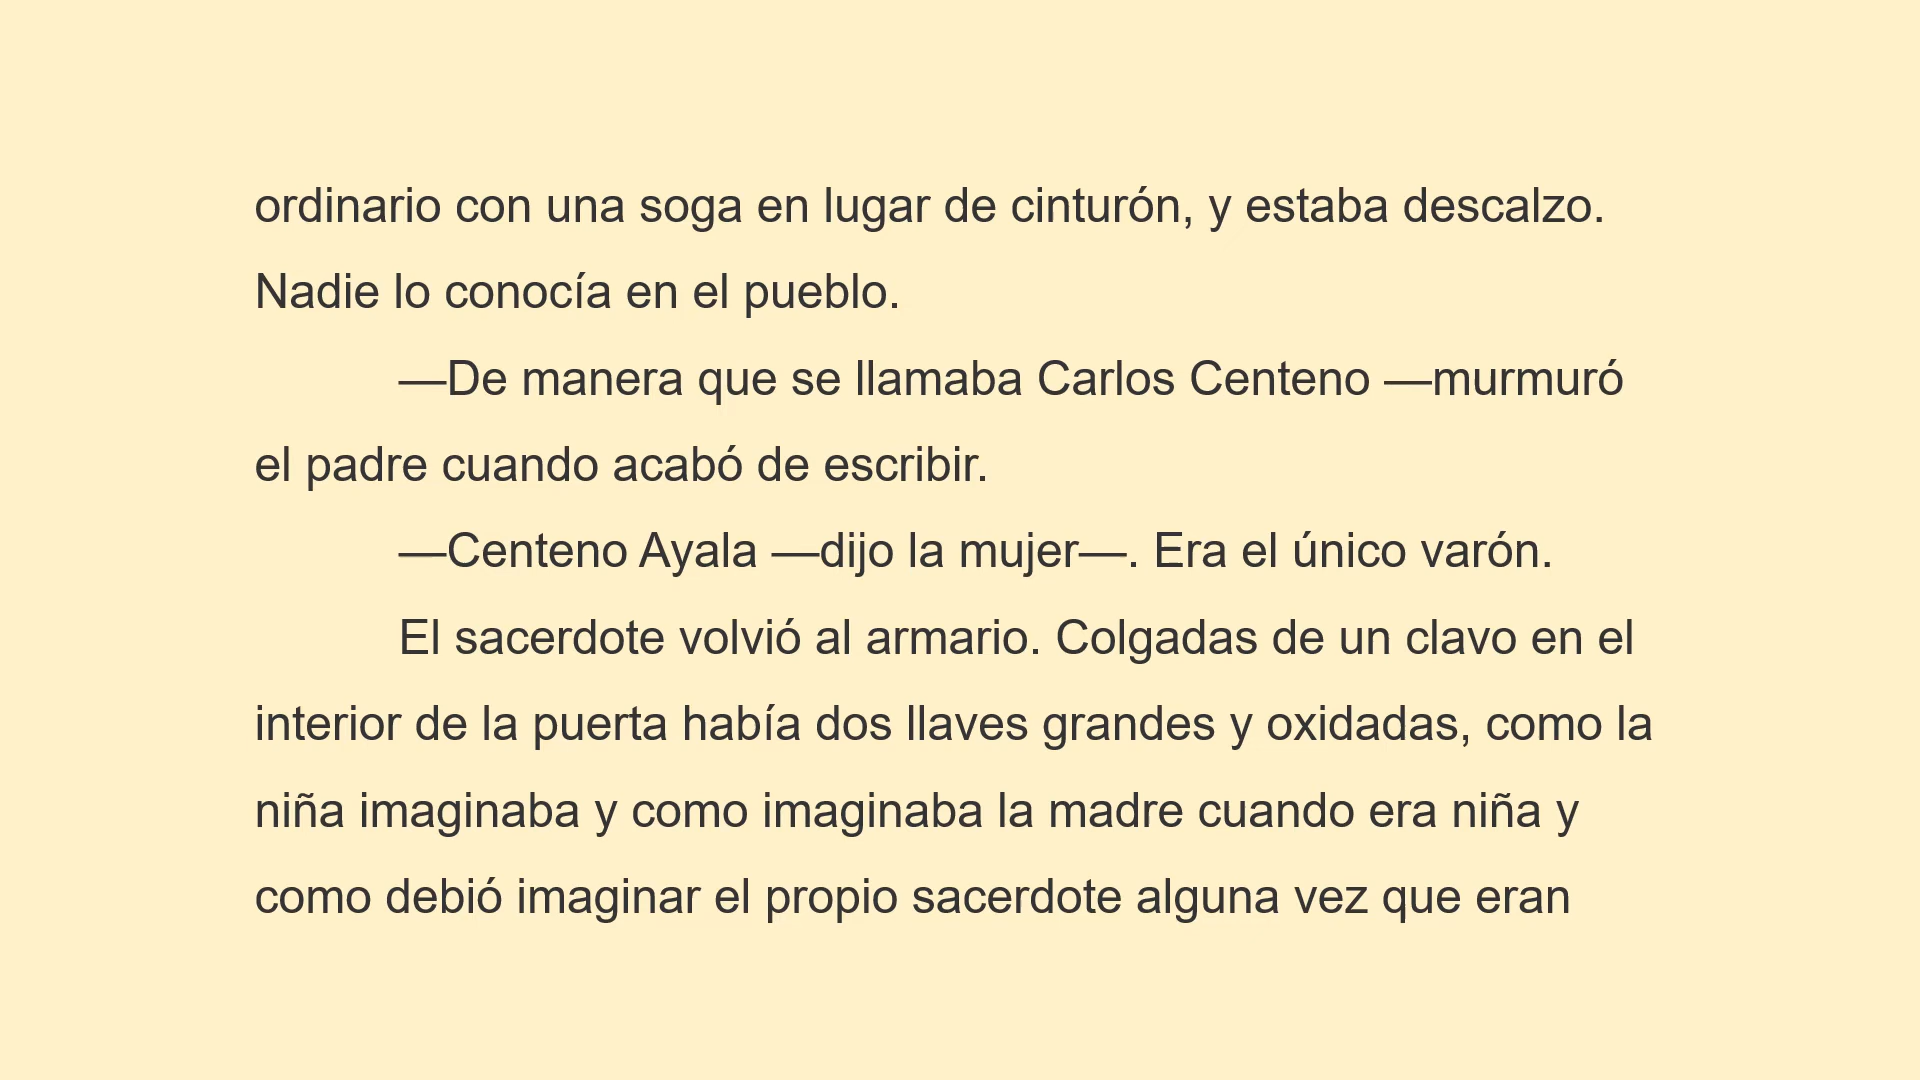 ordinario con una soga en lugar de cinturón, y estaba descalzo.
Nadie lo conocía en el pueblo.
—De manera que se llamaba Carlos Centeno —murmuró
el padre cuando acabó de escribir.
—Centeno Ayala —dijo la mujer—. Era el único varón.
El sacerdote volvió al armario. Colgadas de un clavo en el
interior de la puerta había dos llaves grandes y oxidadas, como la
niña imaginaba y como imaginaba la madre cuando era niña y
como debió imaginar el propio sacerdote alguna vez que eran